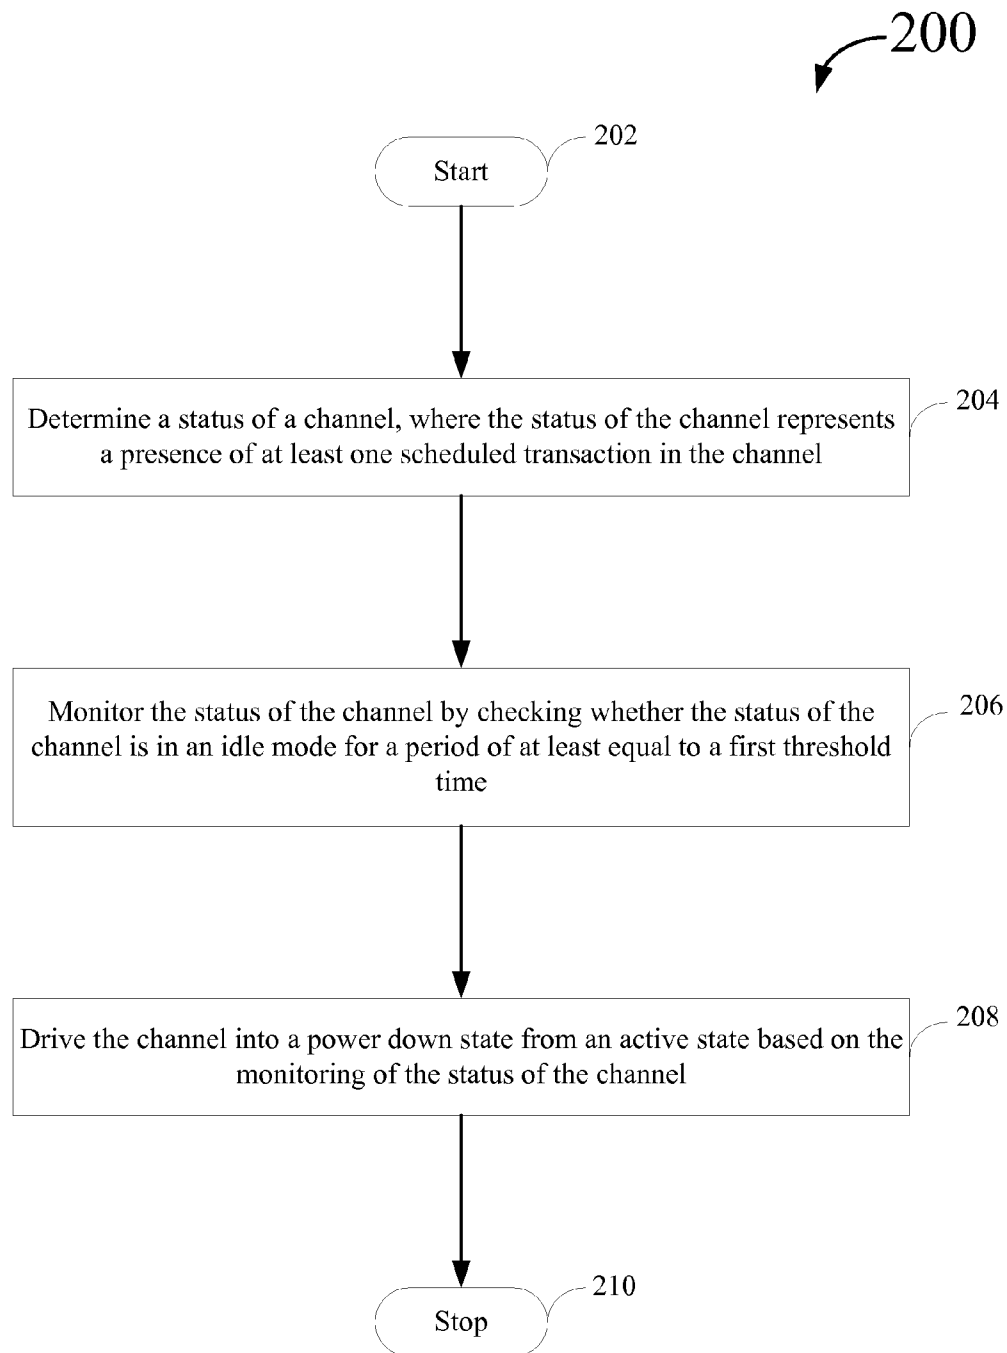 200
202
Start
204
Determine a status of a channel, where the status of the channel represents
a presence of at least one scheduled transaction in the channel
206
Monitor the status of the channel by checking whether the status of the
channel is in an idle mode for a period of at least equal to a first threshold
time
208
Drive the channel into a power down state from an active state based on the
monitoring of the status of the channel
210
Stop